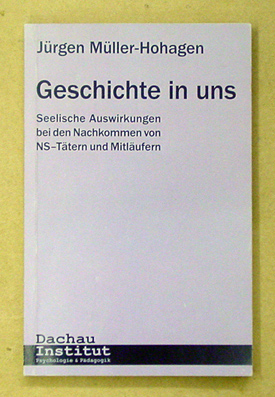 Jürgen Müller-Hohagen
Geschichte in uns
Seelische Auswirkungen
bei den Nachkommen von
NS-Tätern und Mitläufern
Dachau
Institut
Psychologie & Pädagogik